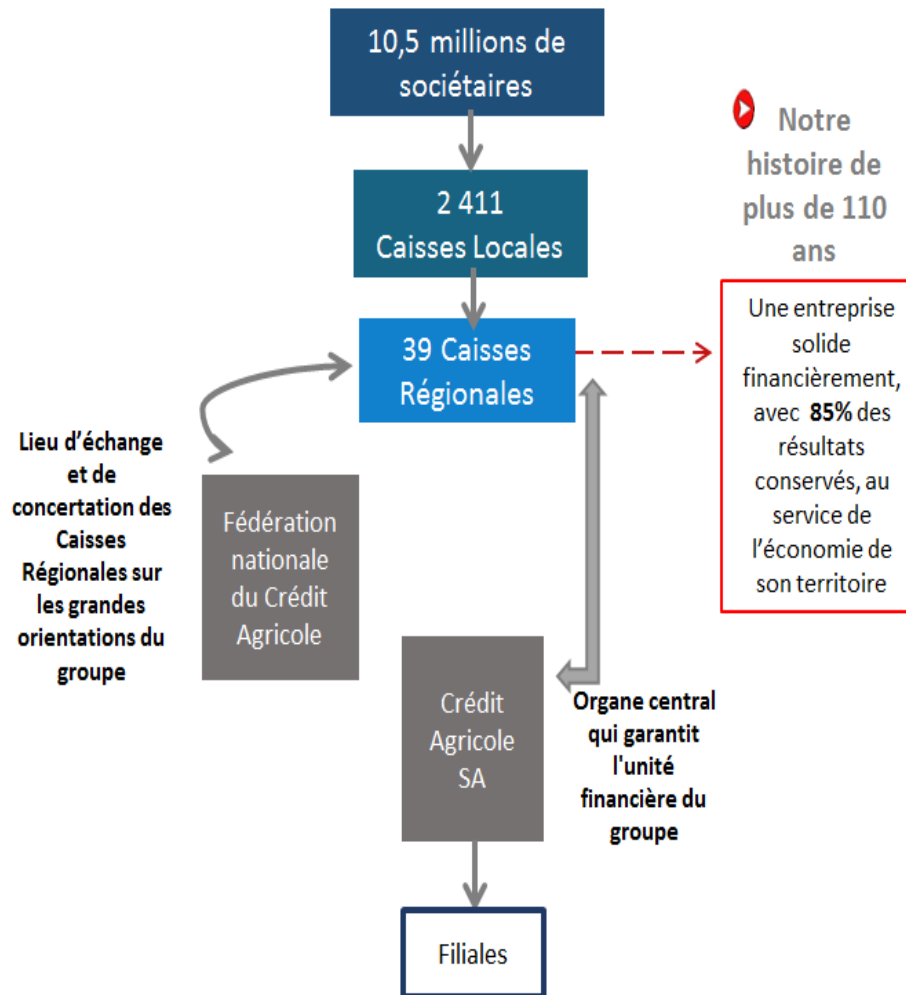 10,5 millions de
sociétaires
2 411
Caisses Locales
39 Caisses
Régionales
Notre
histoire de
plus de 110
ans
Une entreprise
solide
financièrement,
avec 85% des
résultats
conservés, au
service de
l'économie de
son territoire
Lieu d'échange
et de
concertation des
Caisses
Régionales sur
les grandes
orientations du
groupe
Fédération
nationale
du Crédit
Agricole
Crédit
Agricole
SA
Organe central
qui garantit
l'unité
financière du
groupe
Filiales